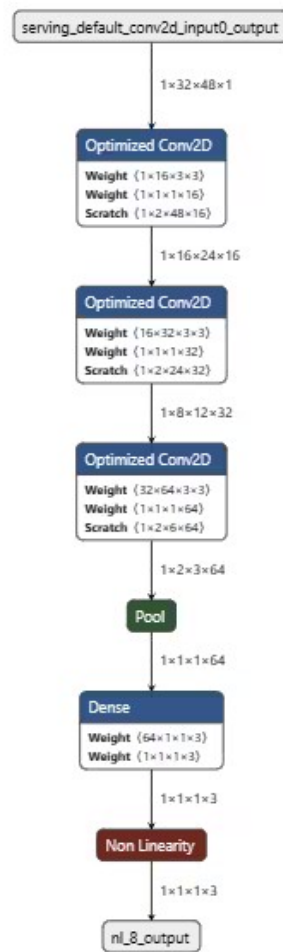 serving_default_conv2d_input0_output
1×32×48×1
Optimized Conv2D
Weight ⟨1×16×3×3⟩
Weight ⟨1×1×1×16⟩
Scratch ⟨1×2×48×16⟩
1×16×24×16
Optimized Conv2D
Weight ⟨16×32×3×3⟩
Weight ⟨1×1×1×32⟩
Scratch ⟨1×2×24×32⟩
1×8×12×32
Optimized Conv2D
Weight ⟨32×64×3×3⟩
Weight ⟨1×1×1×64⟩
Scratch ⟨1×2×6×64⟩
1×2×3×64
Pool
1×1×1×64
Dense
Weight ⟨64×1×1×3⟩
Weight ⟨1×1×1×3⟩
1×1×1×3
Non Linearity
1×1×1×3
nl_8_output